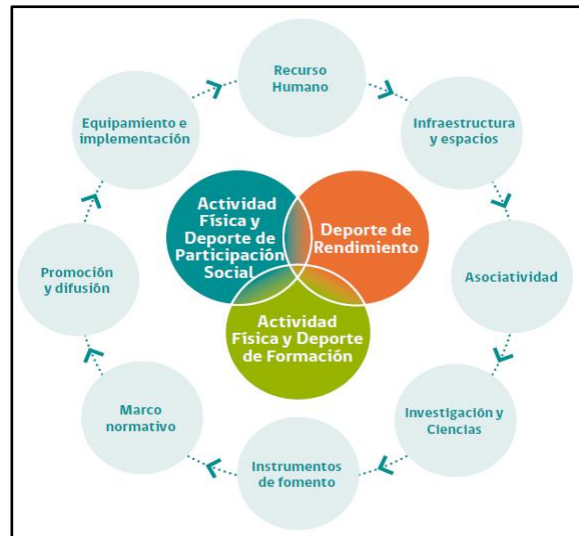 Recurso
Humano
Infraestructura
y espacios
Asociatividad
Investigación y
Ciencias
Instrumentos
de fomento
Marco
normativo
Promoción
y difusión
Equipamiento e
implementación
Actividad
Física y
Deporte de
Participación
Social
Deporte de
Rendimiento
Actividad
Física y Deporte
de Formación